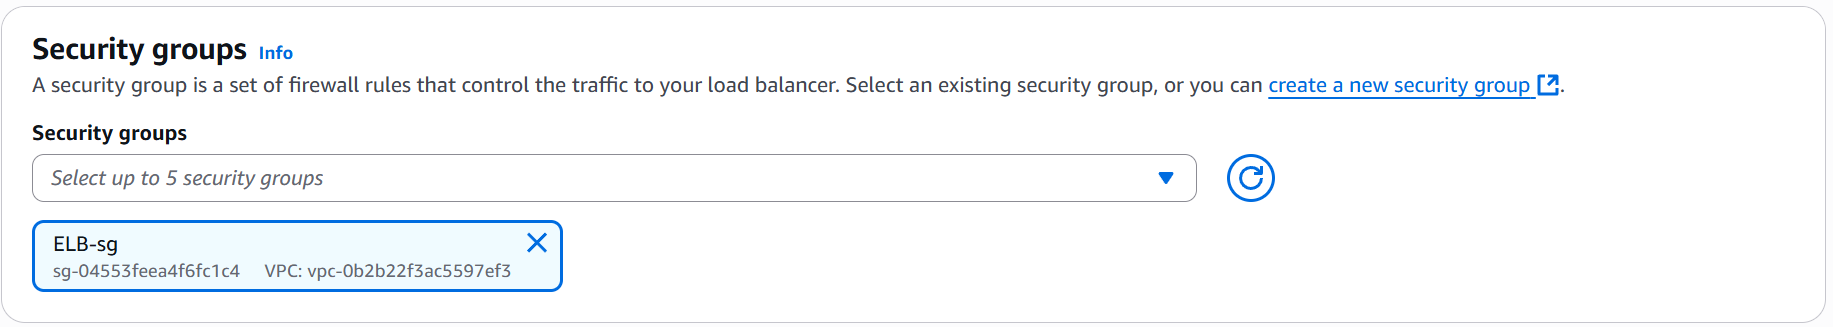 Security groups Info
A security group is a set of firewall rules that control the traffic to your load balancer. Select an existing security group, or you can create a new security group.
Security groups
Select up to 5 security groups
ELB-sg
sg-04553feea4f6fc1c4 VPC: vpc-0b2b22f3ac5597ef3